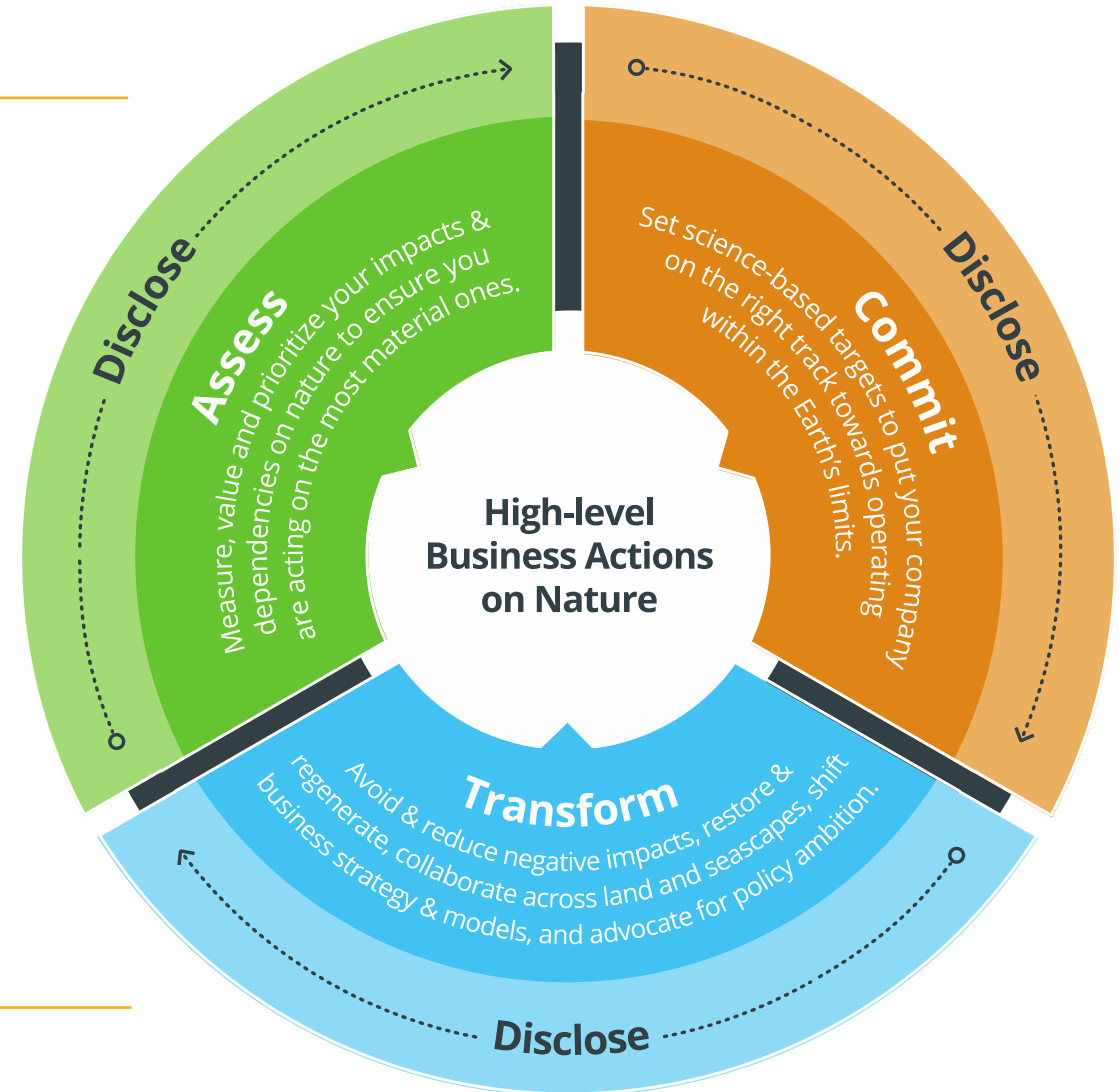 High-level
Business Actions
on Nature
Disclose
Assess
Measure, value and prioritize your impacts &
dependencies on nature to ensure you
are acting on the most material ones.
Disclose
Commit
Set science-based targets to put your company
on the right track towards operating
within the Earth's limits.
Transform
Avoid & reduce negative impacts, restore &
regenerate, collaborate across land and seascapes, shift
business strategy & models, and advocate for policy ambition.
Disclose